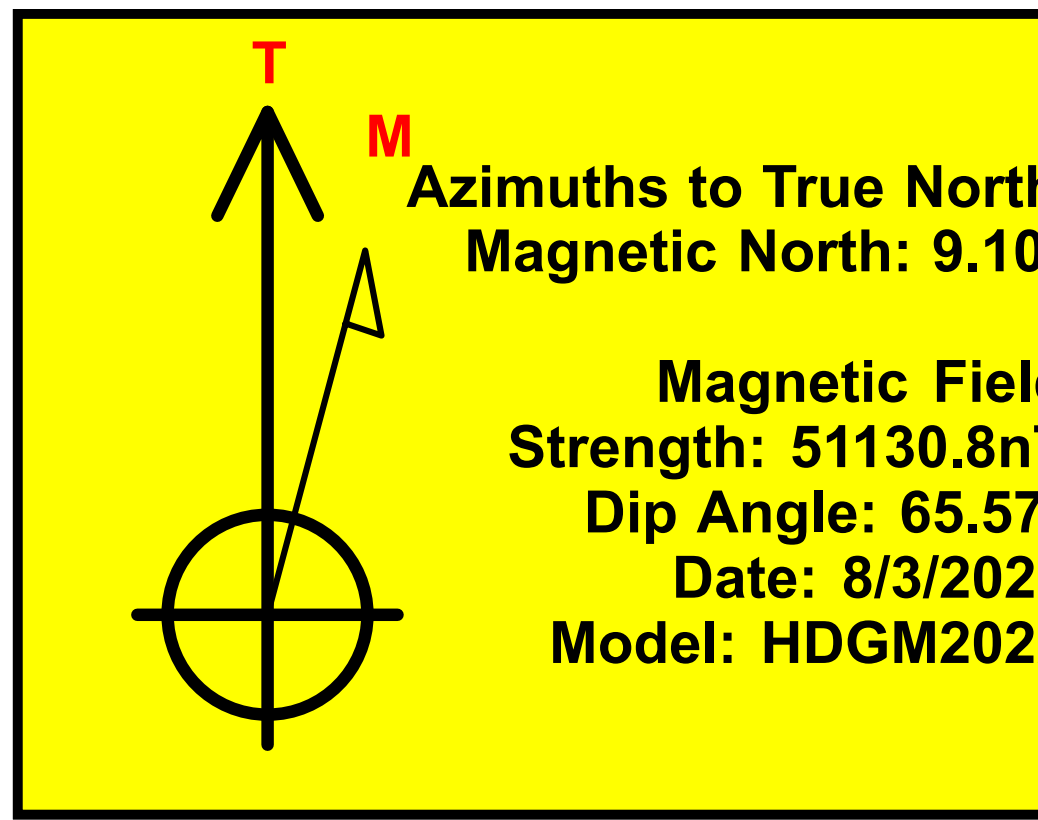 T
M
Azimuths to True North
Magnetic North: 9.10
Magnetic Field
Strength: 51130.8nT
Dip Angle: 65.57
Date: 8/3/202
Model: HDGM202